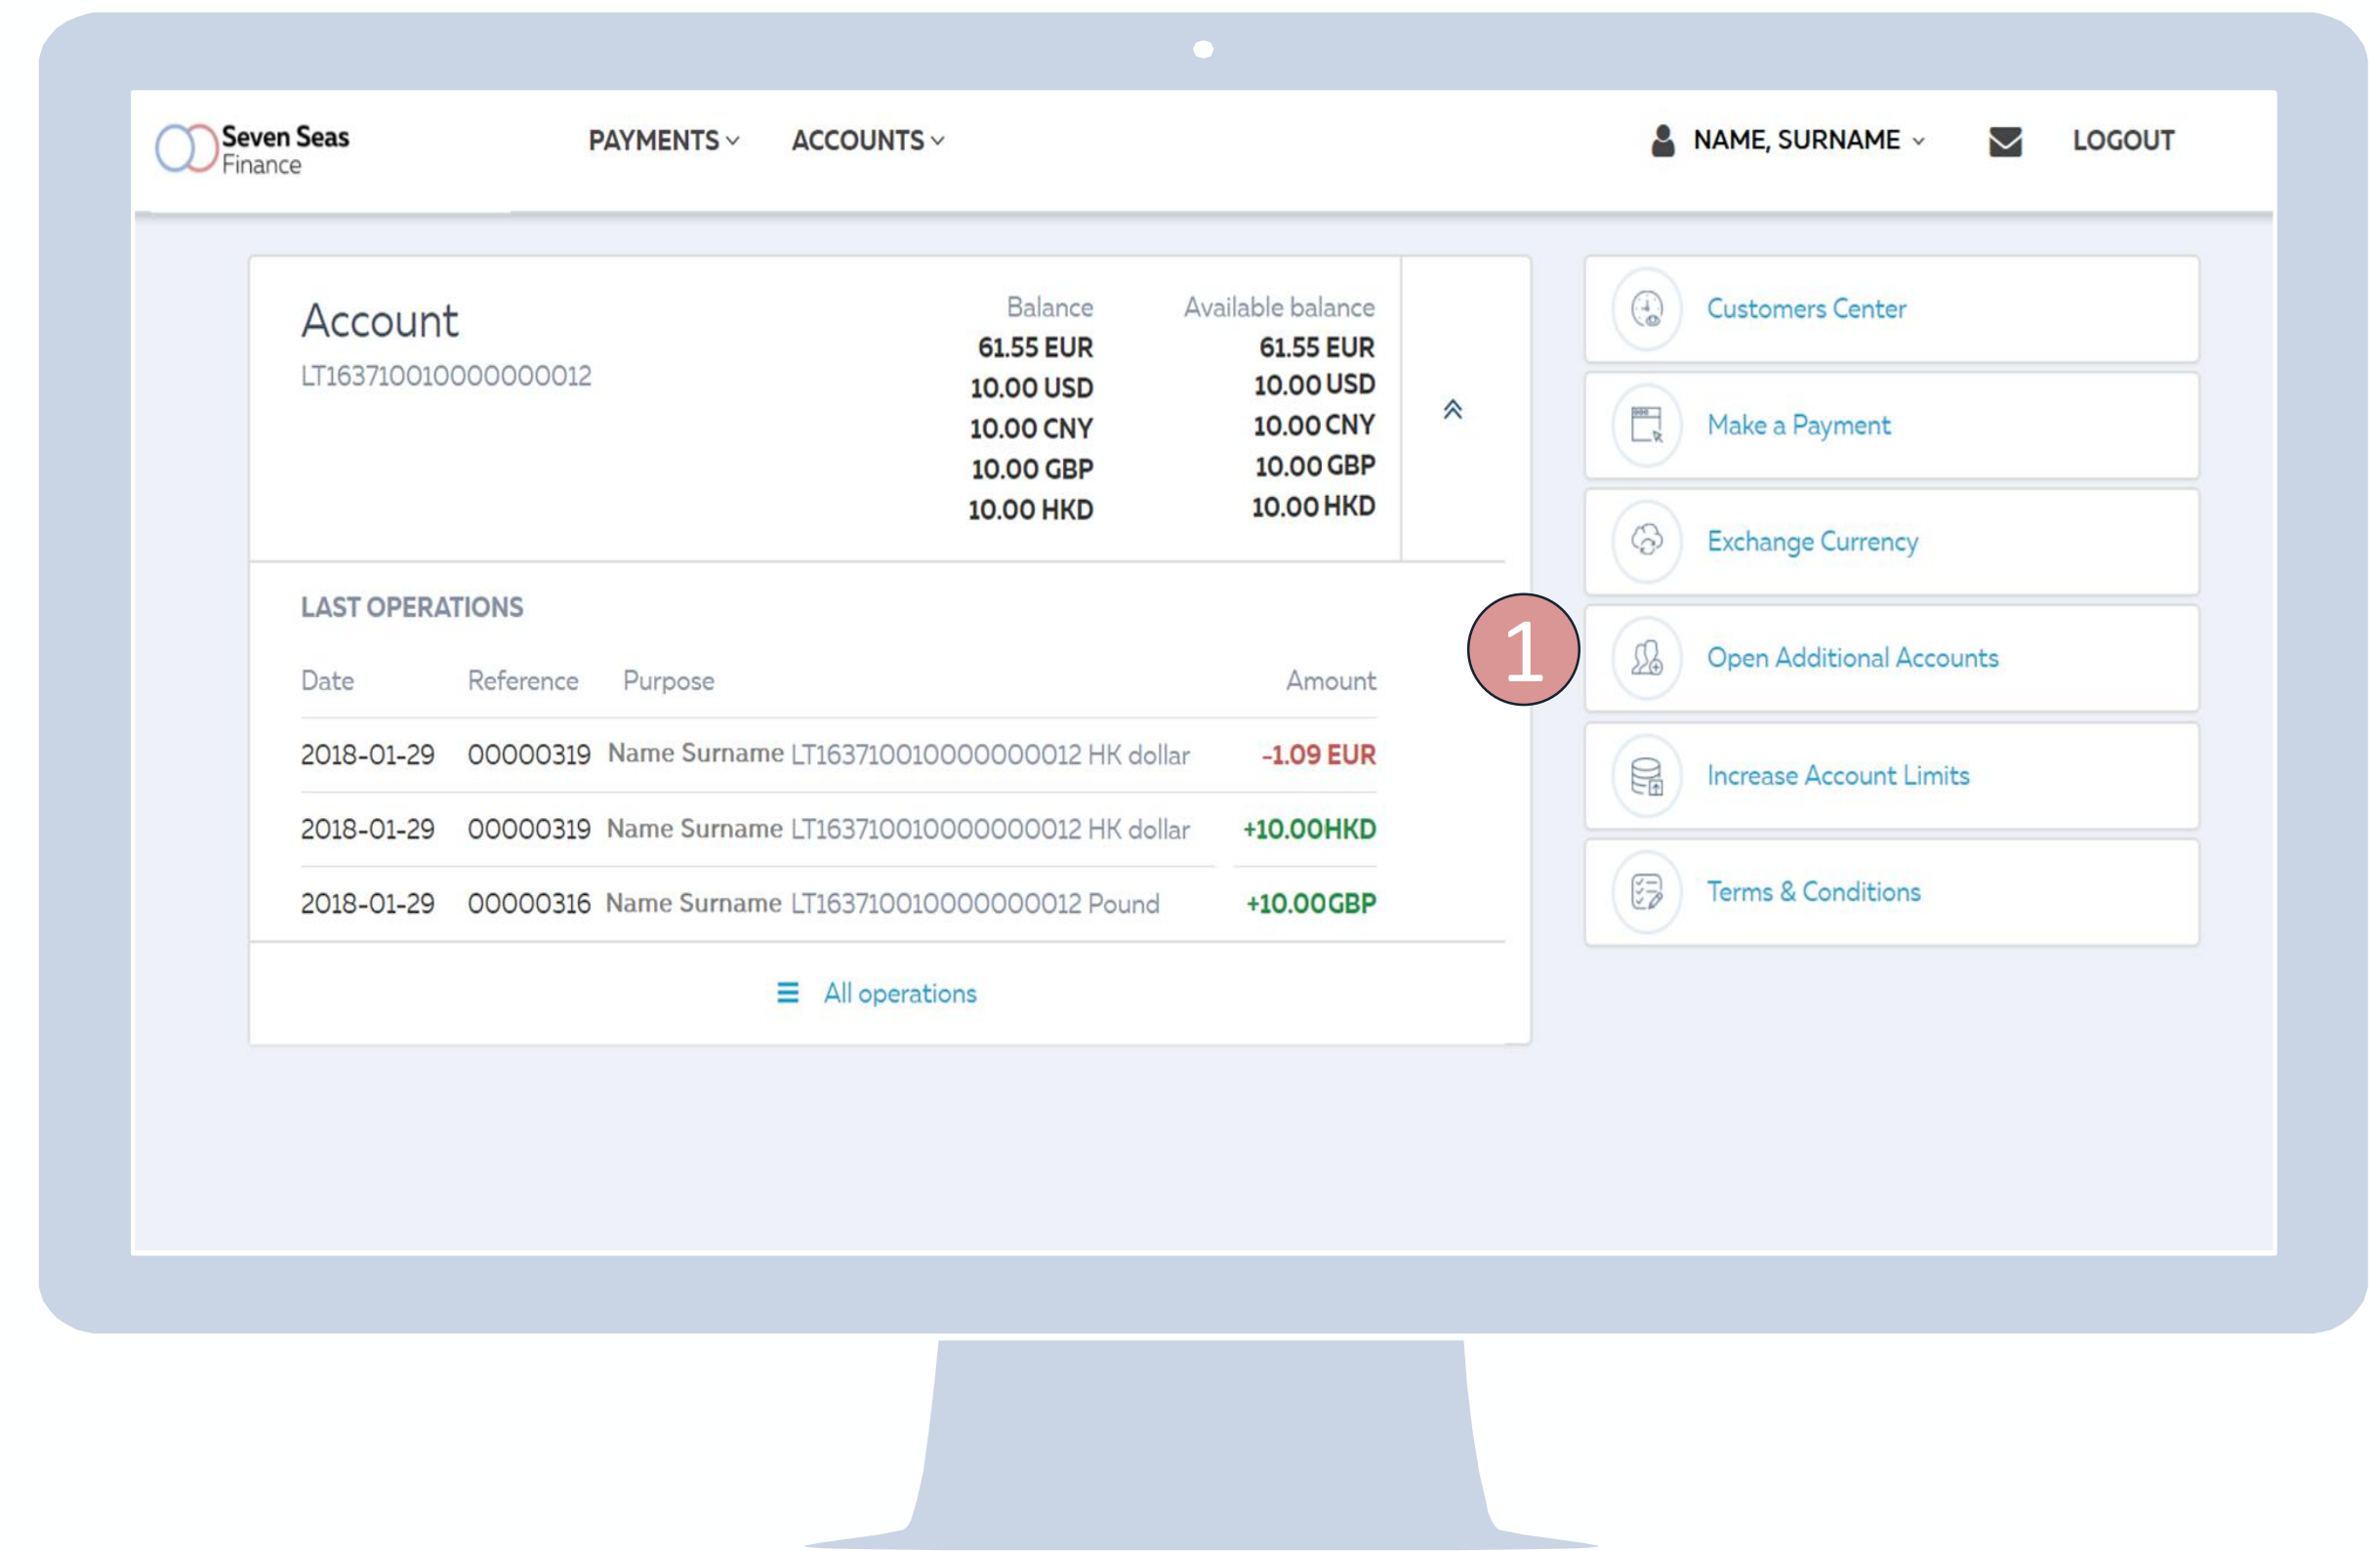 Seven Seas
Finance
PAYMENTS ACCOUNTS NAME, SURNAME LOGOUT
Account
LT163710010000000012
Balance Available balance
61.55 EUR 61.55 EUR
10.00 USD 10.00 USD
10.00 CNY 10.00 CNY
10.00 GBP 10.00 GBP
10.00 HKD 10.00 HKD
LAST OPERATIONS
Date Reference Purpose Amount
2018-01-29 00000319 Name Surname LT163710010000000012 HK dollar -1.09 EUR
2018-01-29 00000319 Name Surname LT163710010000000012 HK dollar +10.00HKD
2018-01-29 00000316 Name Surname LT163710010000000012 Pound +10.00GBP
All operations
1
Customers Center
Make a Payment
Exchange Currency
Open Additional Accounts
Increase Account Limits
Terms & Conditions